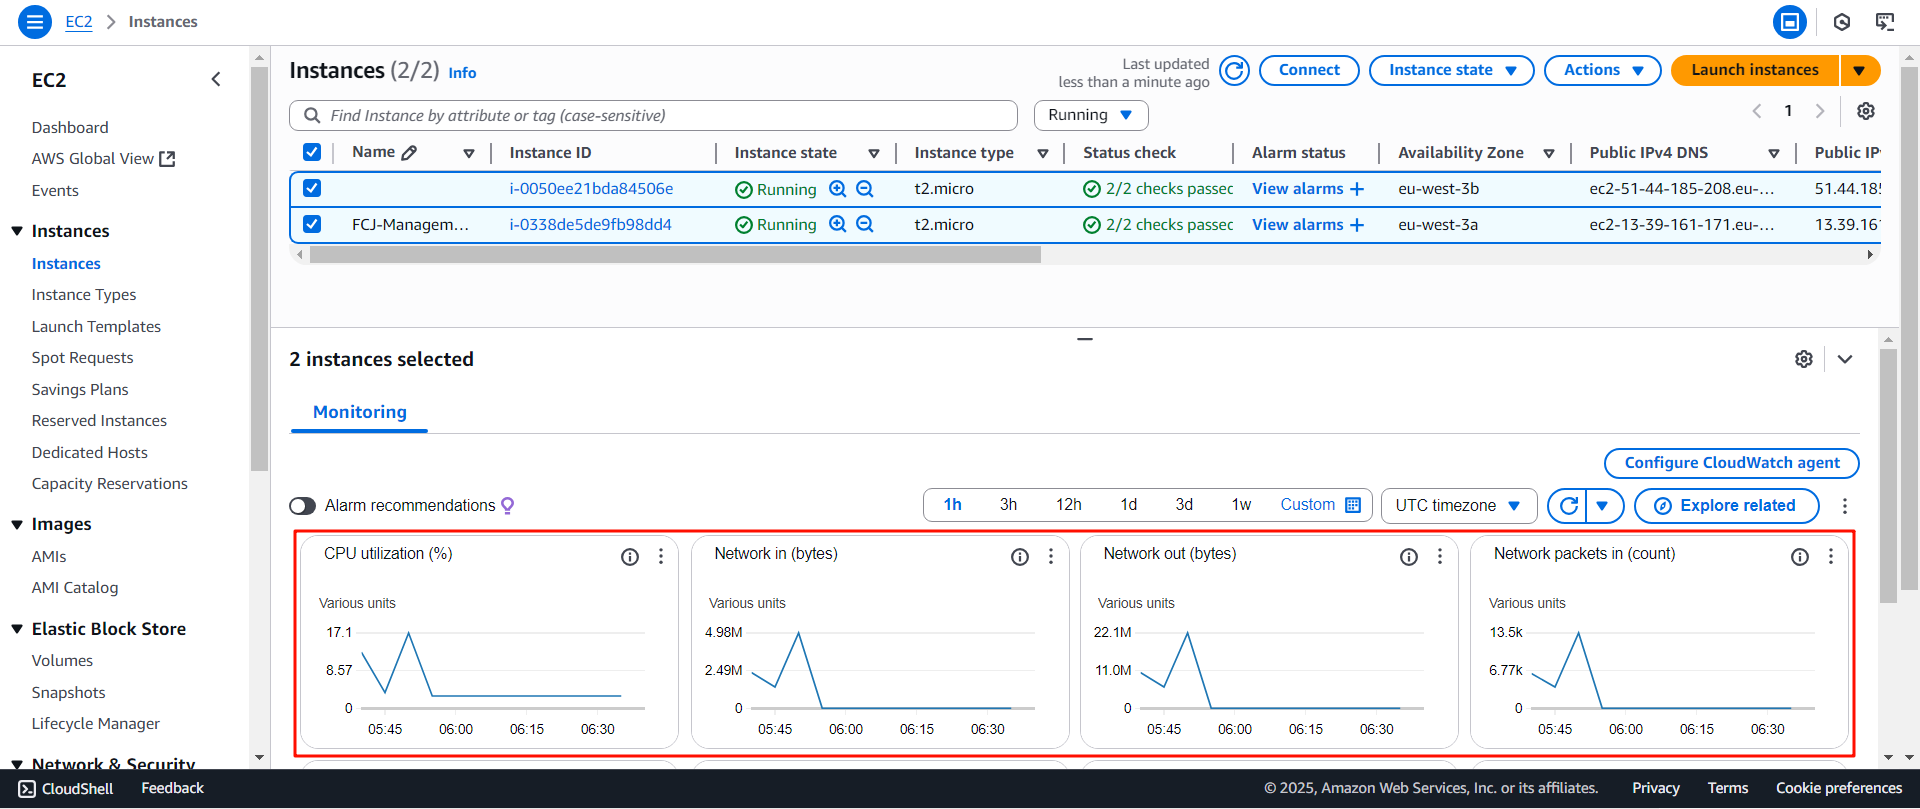 EC2 Instances
EC2
Dashboard
AWS Global View
Events
Instances
Instances
Instance Types
Launch Templates
Spot Requests
Savings Plans
Reserved Instances
Dedicated Hosts
Capacity Reservations
Images
AMIs
AMI Catalog
Elastic Block Store
Volumes
Snapshots
Lifecycle Manager
Network & Security
Instances (2/2) Info
Last updated
less than a minute ago
Connect Instance state Actions Launch instances
Find Instance by attribute or tag (case-sensitive)
Running
1
Name Instance ID Instance state Instance type Status check Alarm status Availability Zone Public IPv4 DNS Public IP
i-0050ee21bda84506e Running t2.micro 2/2 checks passec View alarms + eu-west-3b ec2-51-44-185-208.eu-... 51.44.185
FCJ-Managem... i-0338de5de9fb98dd4 Running t2.micro 2/2 checks passec View alarms + eu-west-3a ec2-13-39-161-171.eu-... 13.39.161
2 instances selected
Monitoring
Configure CloudWatch agent
Alarm recommendations
1h 3h 12h 1d 3d 1w Custom UTC timezone Explore related
CPU utilization (%)
Various units
17.1
8.57
0
05:45 06:00 06:15 06:30
Network in (bytes)
Various units
4.98M
2.49M
0
05:45 06:00 06:15 06:30
Network out (bytes)
Various units
22.1M
11.0M
0
05:45 06:00 06:15 06:30
Network packets in (count)
Various units
13.5k
6.77k
0
05:45 06:00 06:15 06:30
CloudShell Feedback © 2025, Amazon Web Services, Inc. or its affiliates. Privacy Terms Cookie preferences